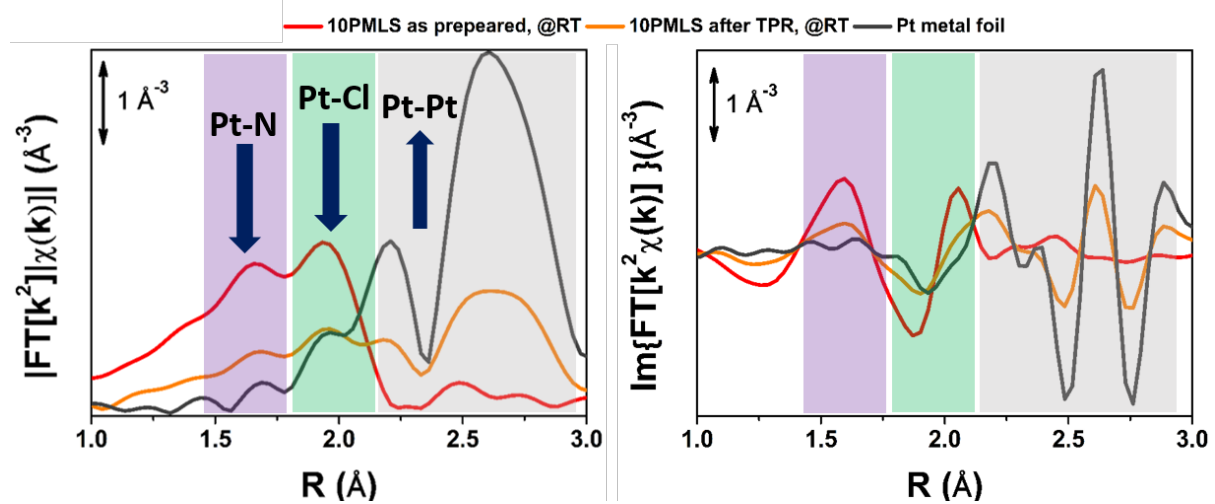 10PMLS as prepeared, @RT
10PMLS after TPR, @RT
Pt metal foil
1 Å⁻³
Pt-N
Pt-Cl
Pt-Pt
|FT[k²]|χ(k)]| (Å⁻³)
1.0 1.5 2.0 2.5 3.0
R (Å)
1 Å⁻³
Im{FT[k²χ(k)] }(Å⁻³)
1.0 1.5 2.0 2.5 3.0
R (Å)